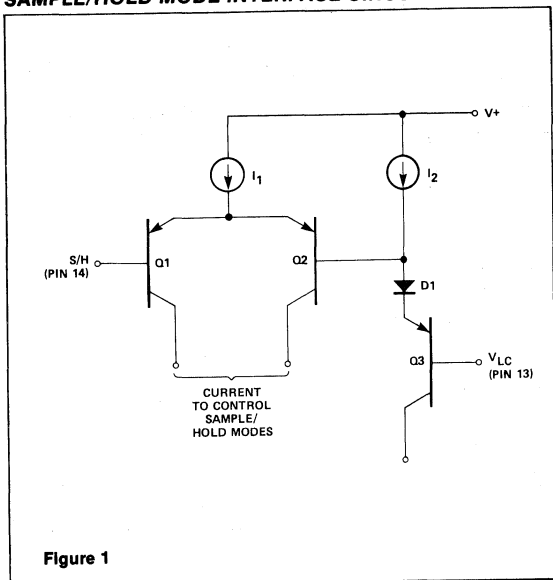 SAMPLE/HOLD MODE INTERFACE
V+
I1
I2
S/H
(PIN 14)
Q1
Q2
D1
Q3
VLC
(PIN 13)
CURRENT
TO CONTROL
SAMPLE/
HOLD MODES
Figure 1